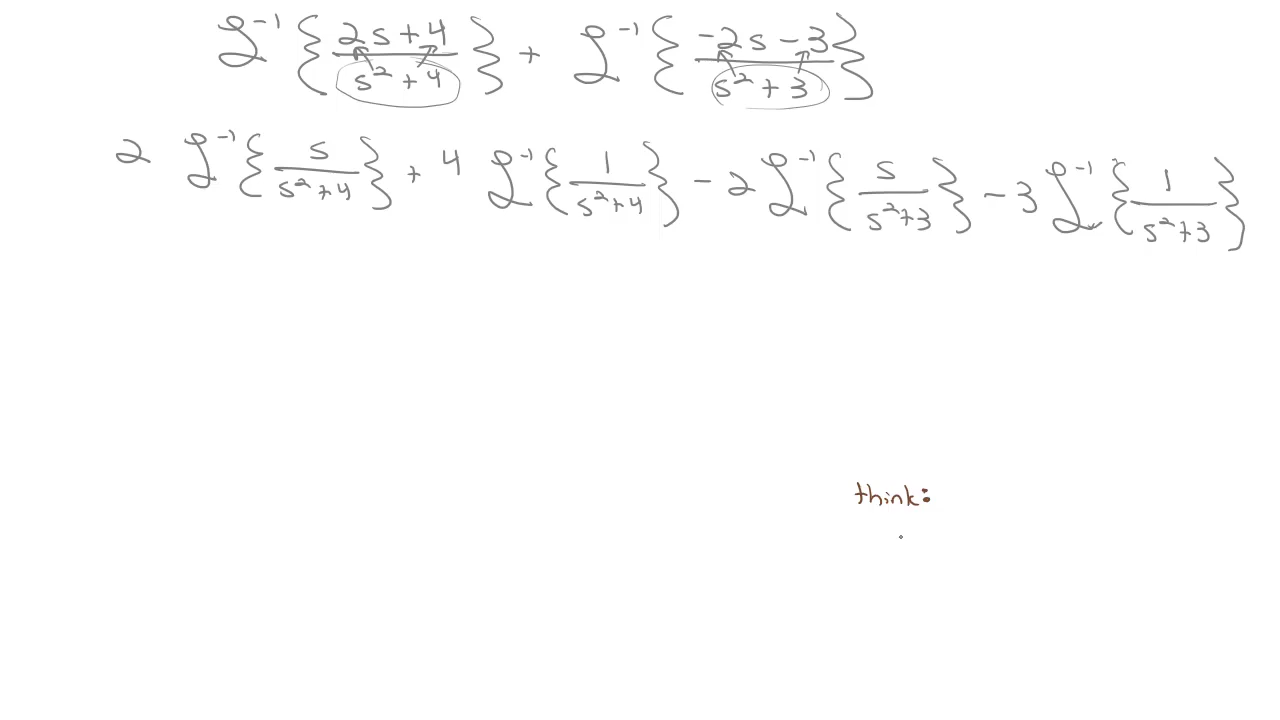 ℒ⁻¹ { (2s + 4) / (s² + 4) } + ℒ⁻¹ { (-2s - 3) / (s² + 3) }
2 ℒ⁻¹ { s / (s² + 4) } + 4 ℒ⁻¹ { 1 / (s² + 4) } - 2 ℒ⁻¹ { s / (s² + 3) } - 3 ℒ⁻¹ { 1 / (s² + 3) }
think: